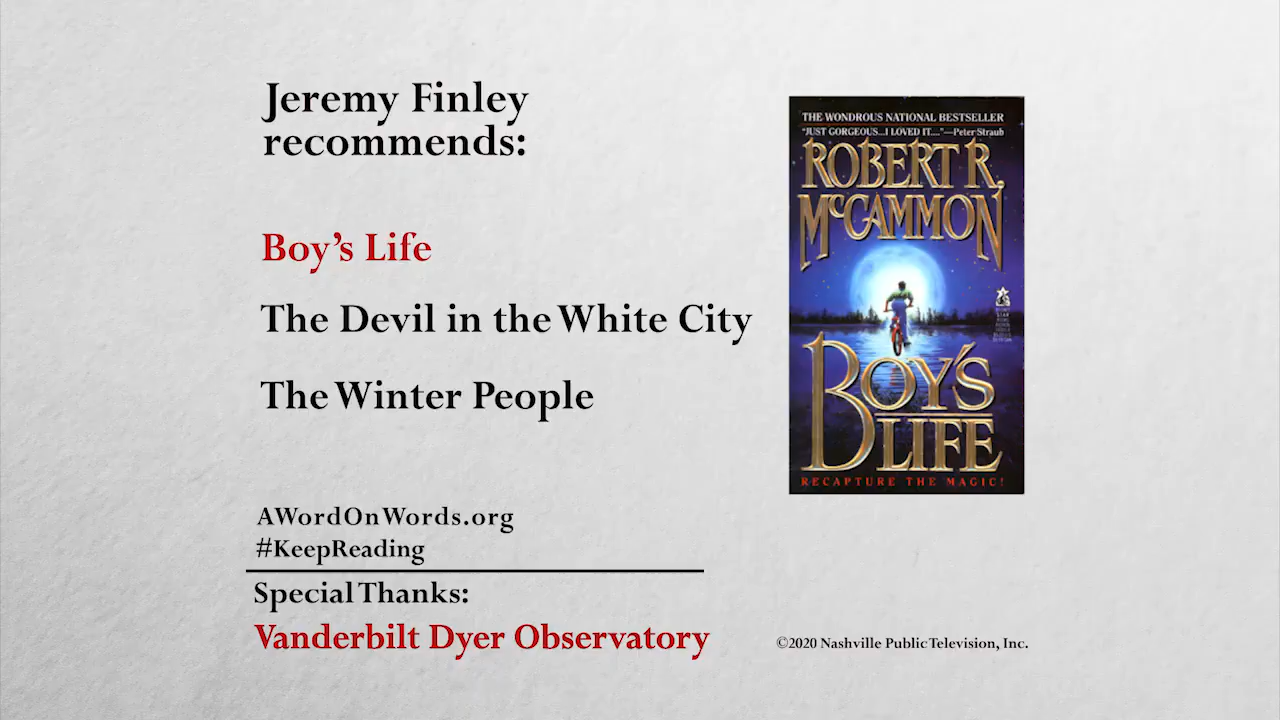 Jeremy Finley
recommends:
Boy’s Life
The Devil in the White City
The Winter People
AWordOnWords.org
#KeepReading
Special Thanks:
Vanderbilt Dyer Observatory
THE WONDROUS NATIONAL BESTSELLER
“JUST GORGEOUS...I LOVED IT....”—Peter Straub
ROBERT R.
McCAMMON
BOY'S
LIFE
RECAPTURE THE MAGIC!
©2020 Nashville Public Television, Inc.